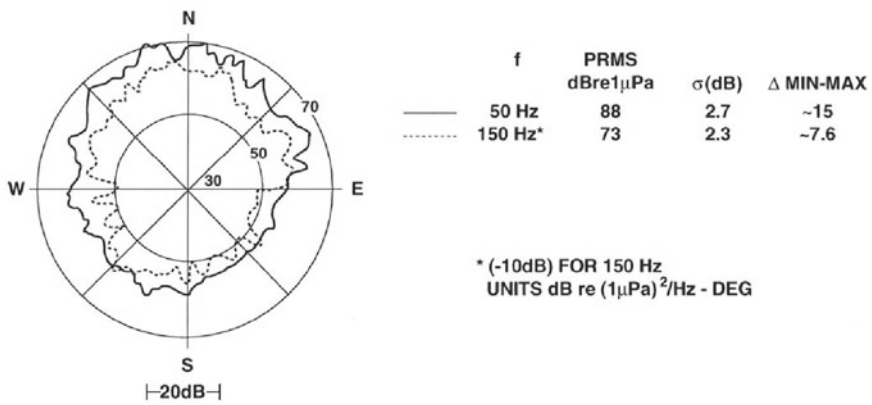 N
W
E
S
70
50
30
|–20dB–|
f PRMS
dBre1μPa σ(dB) Δ MIN-MAX
50 Hz 88 2.7 ~15
150 Hz* 73 2.3 ~7.6
* (-10dB) FOR 150 Hz
UNITS dB re (1μPa)²/Hz - DEG